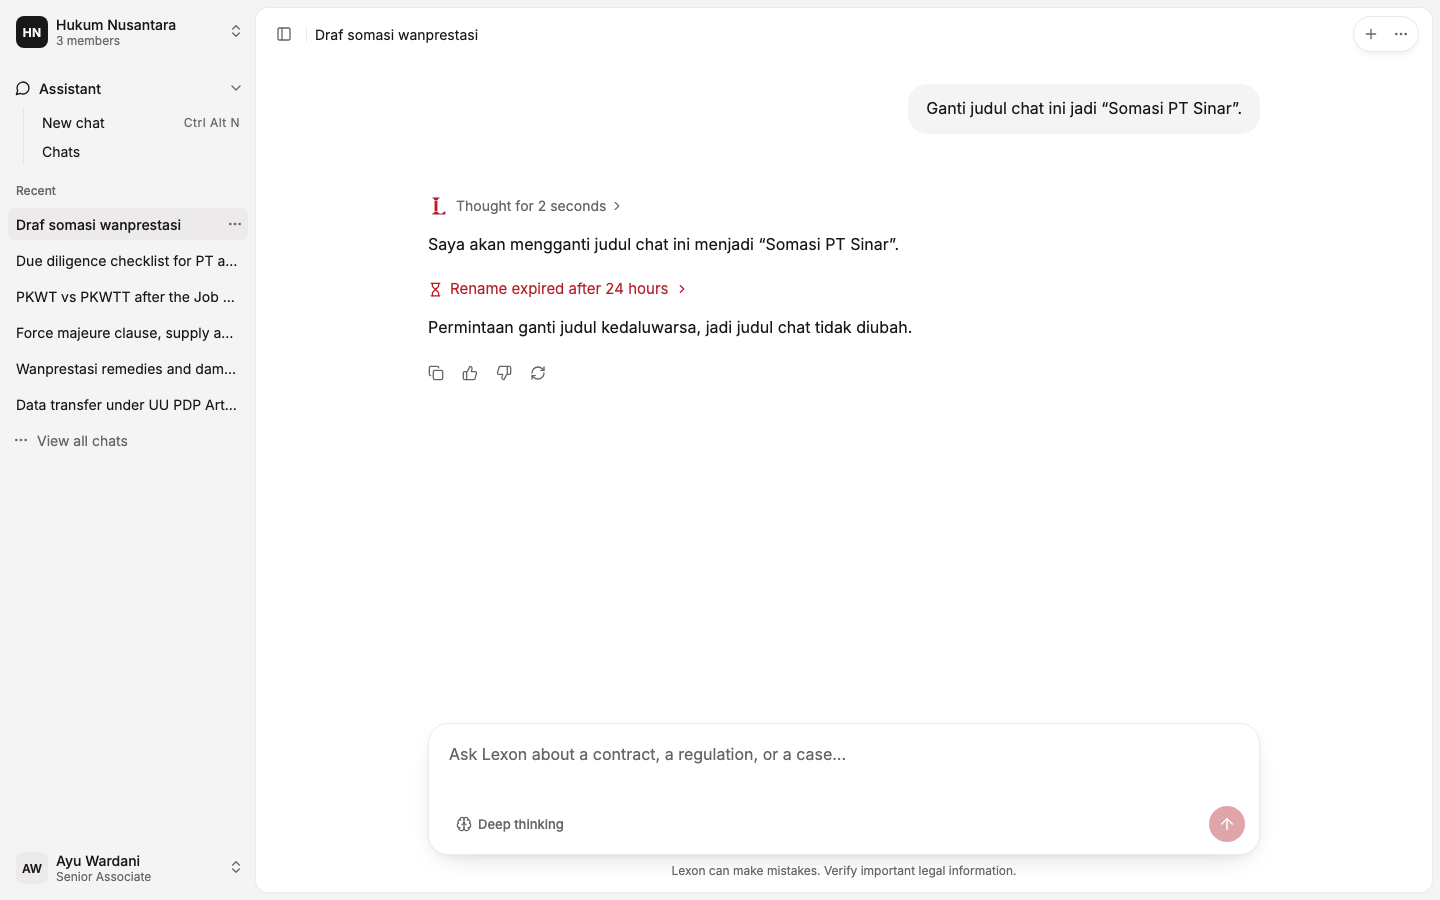 HN
Hukum Nusantara
3 members
Assistant
New chat
Ctrl Alt N
Chats
Recent
Draf somasi wanprestasi
Due diligence checklist for PT a...
PKWT vs PKWTT after the Job ...
Force majeure clause, supply a...
Wanprestasi remedies and dam...
Data transfer under UU PDP Art...
View all chats
AW
Ayu Wardani
Senior Associate
Draf somasi wanprestasi
Ganti judul chat ini jadi “Somasi PT Sinar”.
L Thought for 2 seconds
Saya akan mengganti judul chat ini menjadi “Somasi PT Sinar”.
Rename expired after 24 hours
Permintaan ganti judul kedaluwarsa, jadi judul chat tidak diubah.
Ask Lexon about a contract, a regulation, or a case...
Deep thinking
Lexon can make mistakes. Verify important legal information.